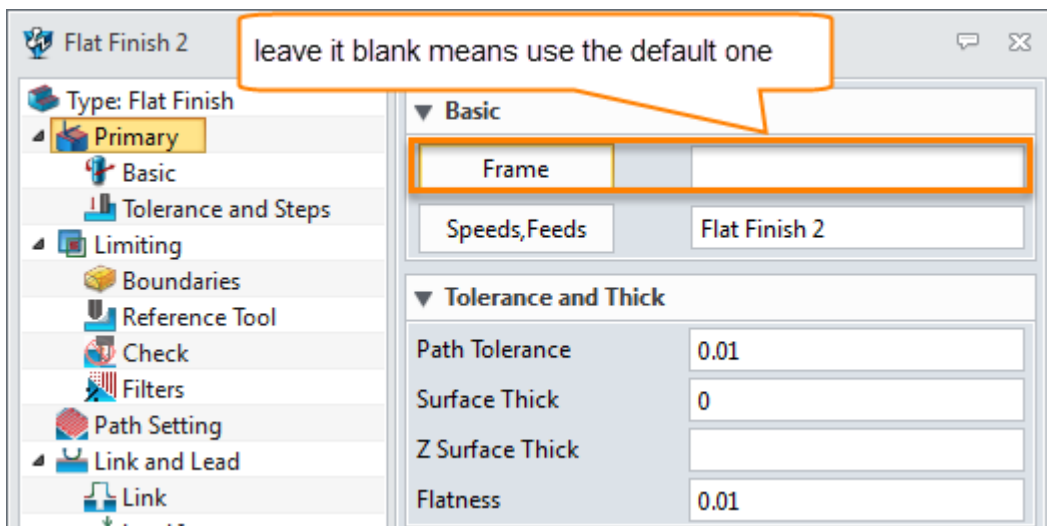 Flat Finish 2
leave it blank means use the default one
Type: Flat Finish
Primary
Basic
Tolerance and Steps
Limiting
Boundaries
Reference Tool
Check
Filters
Path Setting
Link and Lead
Link
Basic
Frame
Speeds,Feeds Flat Finish 2
Tolerance and Thick
Path Tolerance 0.01
Surface Thick 0
Z Surface Thick
Flatness 0.01